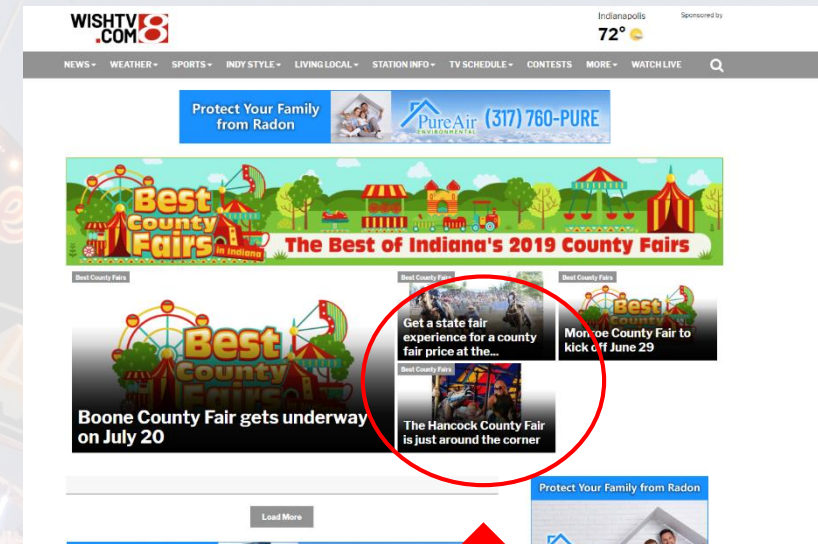 WISHTV 8
.COM
Indianapolis
72°
Sponsored by
NEWS WEATHER SPORTS INDY STYLE LIVING LOCAL STATION INFO TV SCHEDULE CONTESTS MORE WATCH LIVE
Protect Your Family
from Radon
PureAir
ENVIRONMENTAL
(317) 760-PURE
Best
County
Fairs
in Indiana
The Best of Indiana's 2019 County Fairs
Best County Fairs
Best
County
Fairs
Boone County Fair gets underway
on July 20
Best County Fairs
Get a state fair
experience for a county
fair price at the...
Best County Fairs
The Hancock County Fair
is just around the corner
Best County Fairs
Best
County
Monroe County Fair to
kick off June 29
Load More
Protect Your Family from Radon